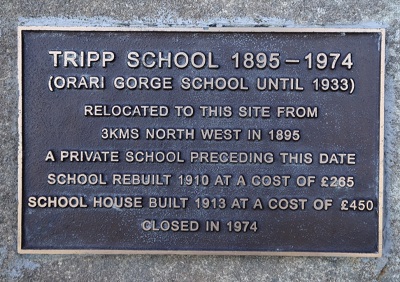 TRIPP SCHOOL 1895 – 1974
(ORARI GORGE SCHOOL UNTIL 1933)
RELOCATED TO THIS SITE FROM
3KMS NORTH WEST IN 1895
A PRIVATE SCHOOL PRECEDING THIS DATE
SCHOOL REBUILT 1910 AT A COST OF £265
SCHOOL HOUSE BUILT 1913 AT A COST OF £450
CLOSED IN 1974